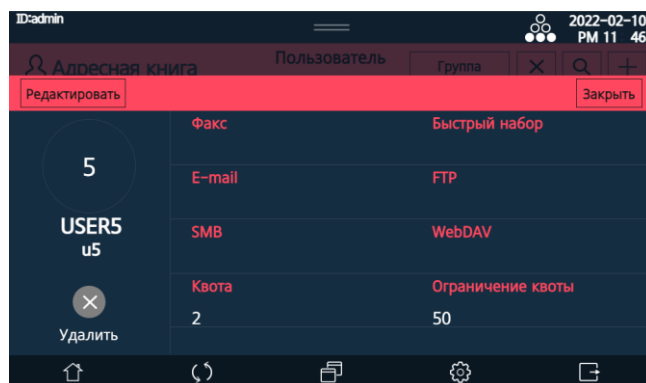 ID:admin
2022-02-10
PM 11 46
Адресная книга
Пользователь
Группа
Редактировать
Закрыть
5
USER5
u5
Удалить
Факс
Быстрый набор
E-mail
FTP
SMB
WebDAV
Квота
2
Ограничение квоты
50